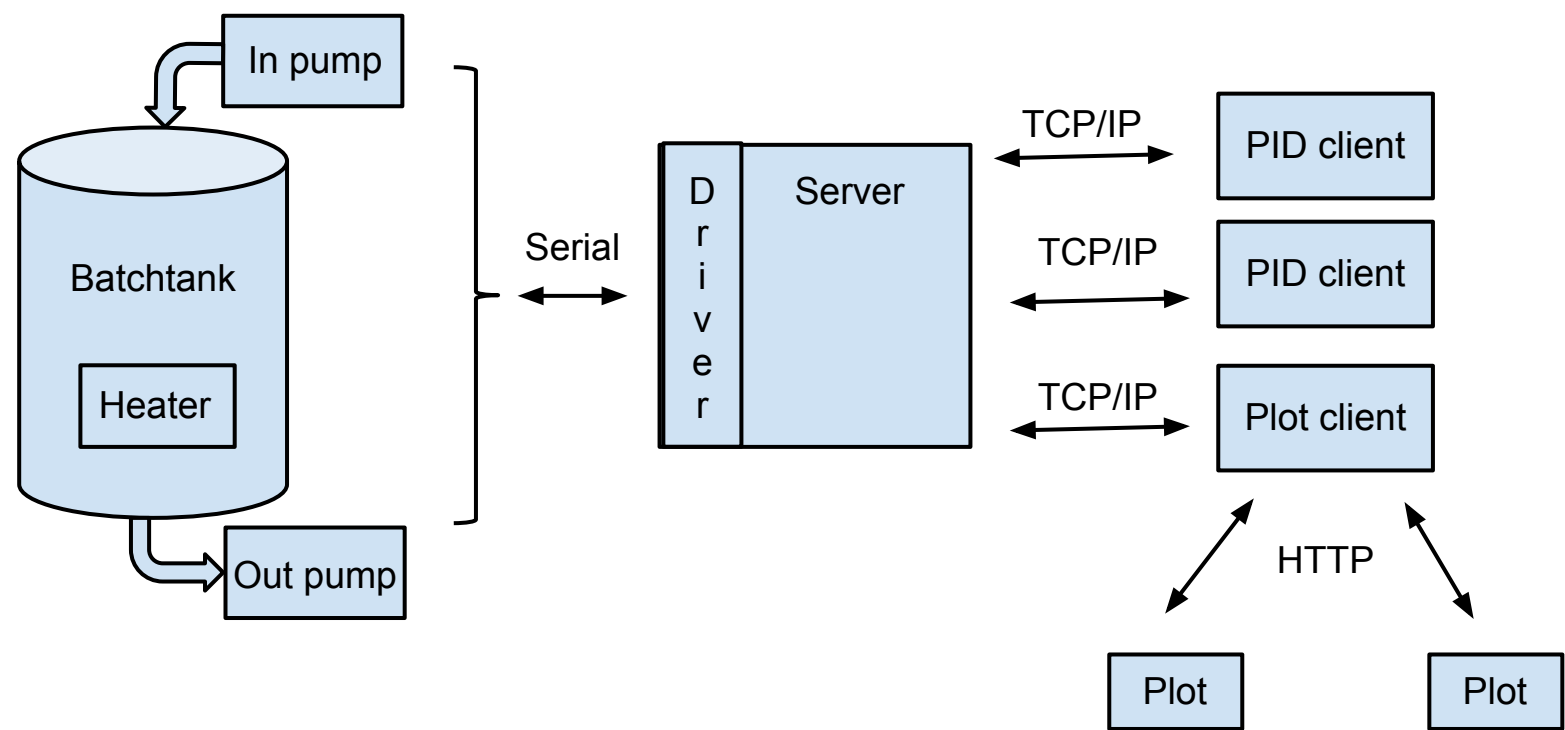 In pump
Batchtank
Heater
Out pump
Serial
Driver
Server
TCP/IP
PID client
TCP/IP
PID client
TCP/IP
Plot client
HTTP
Plot
Plot